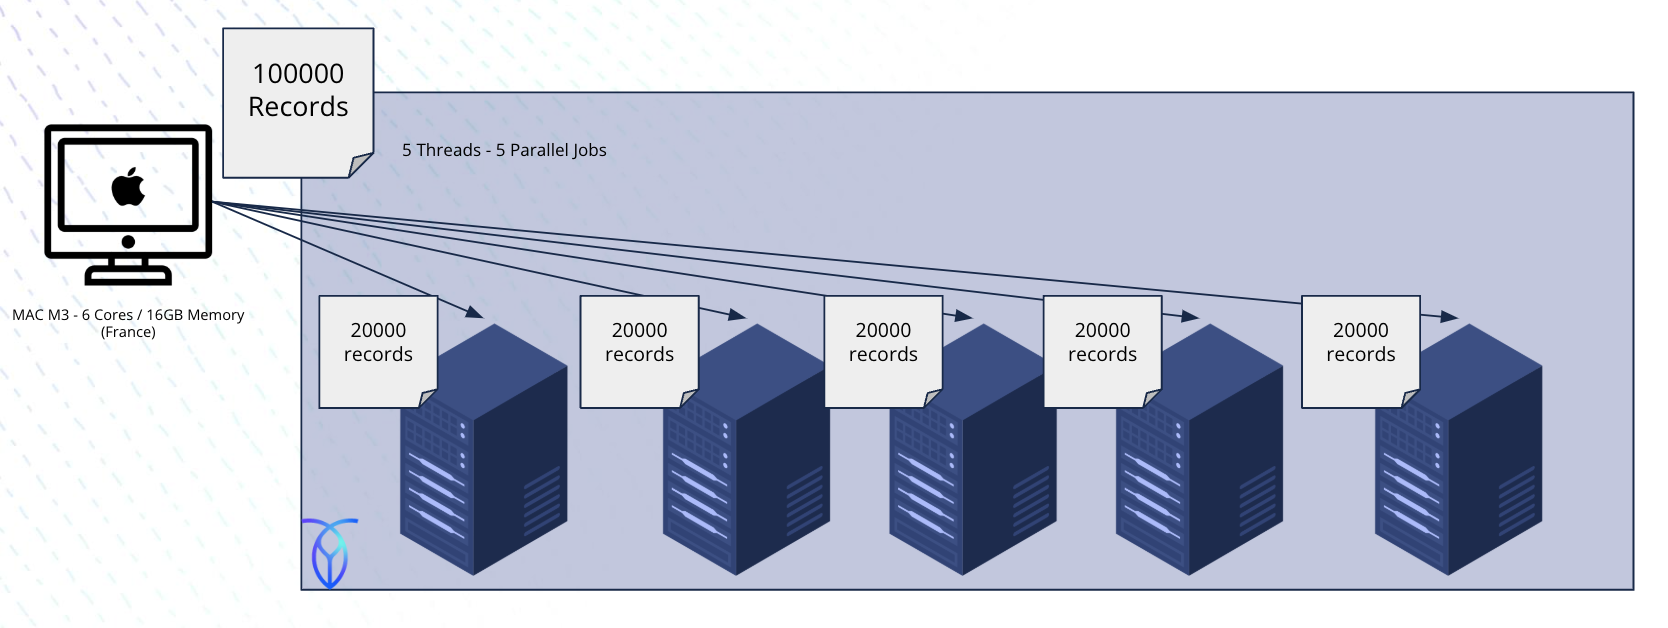 100000
Records
5 Threads - 5 Parallel Jobs
MAC M3 - 6 Cores / 16GB Memory
(France)
20000
records
20000
records
20000
records
20000
records
20000
records